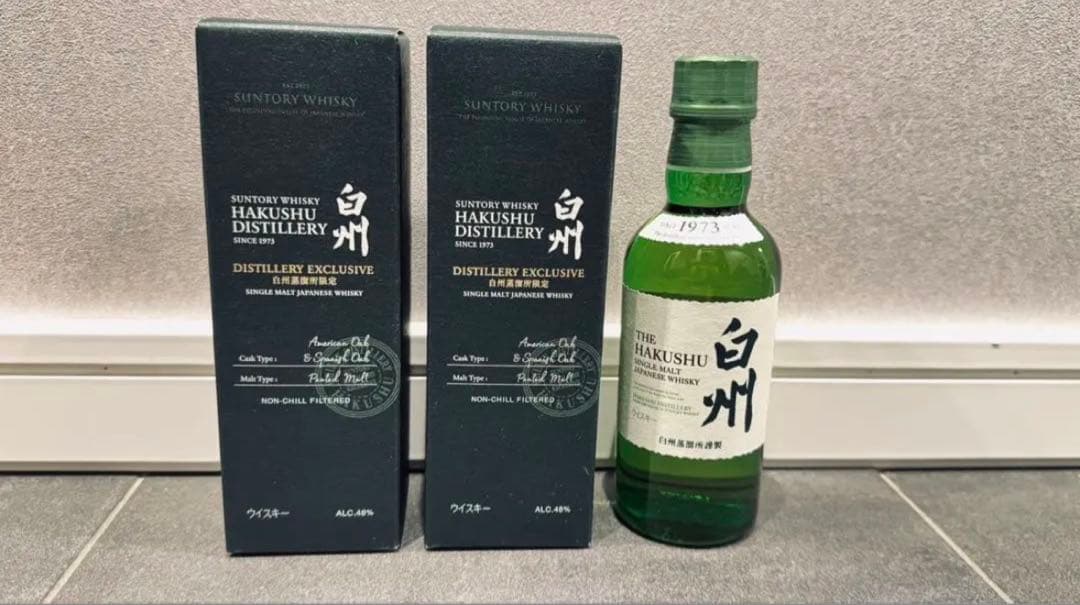 SUNTORY WHISKY
SUNTORY WHISKY
HAKUSHU
DISTILLERY
SINCE 1973
白州
DISTILLERY EXCLUSIVE
白州蒸溜所限定
SINGLE MALT JAPANESE WHISKY
Cask Type : American Oak & Spanish Oak
Malt Type : Peated Malt
NON-CHILL FILTERED
HAKUSHU
ウイスキー
ALC.48%
SUNTORY WHISKY
SUNTORY WHISKY
HAKUSHU
DISTILLERY
SINCE 1973
白州
DISTILLERY EXCLUSIVE
白州蒸溜所限定
SINGLE MALT JAPANESE WHISKY
Cask Type : American Oak & Spanish Oak
Malt Type : Peated Malt
NON-CHILL FILTERED
HAKUSHU
ウイスキー
ALC.48%
1973
THE
HAKUSHU
SINGLE MALT
JAPANESE WHISKY
白州
HAKUSHU DISTILLERY
ウイスキー
白州蒸溜所謹製